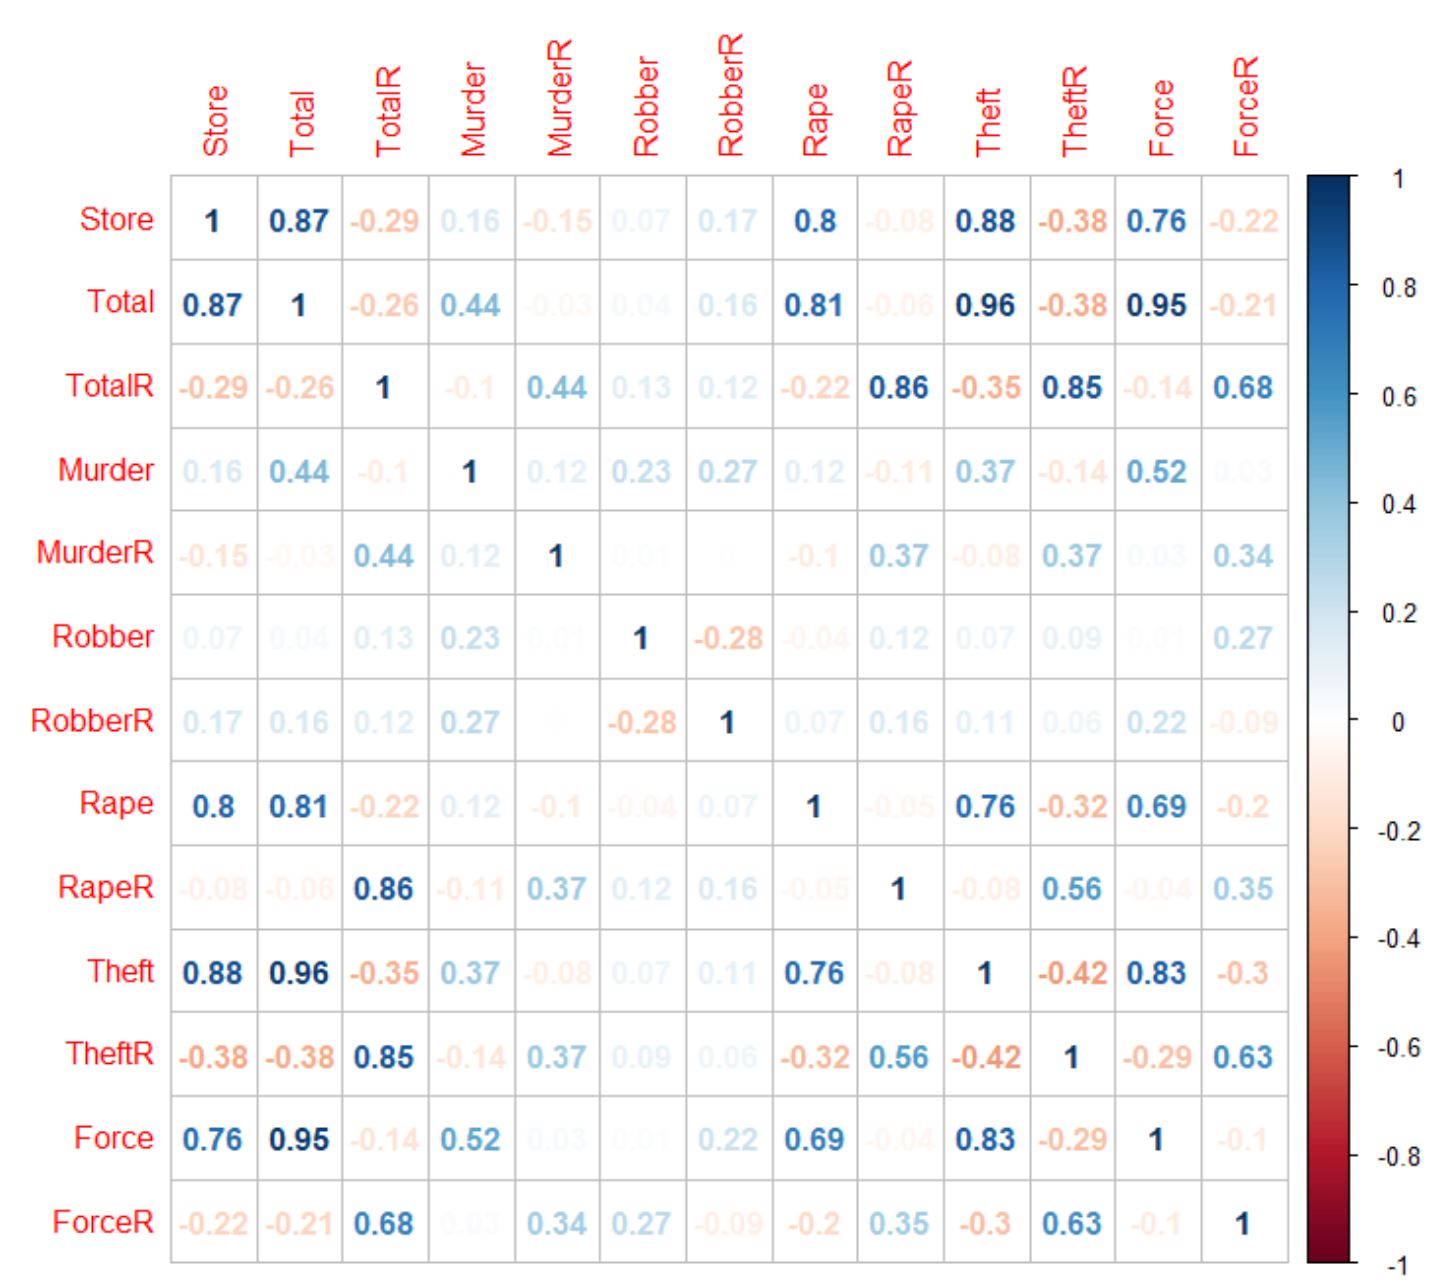 Store Total TotalR Murder MurderR Robber RobberR Rape RapeR Theft TheftR Force ForceR
Store 1 0.87 -0.29 0.16 -0.15 0.07 0.17 0.8 -0.08 0.88 -0.38 0.76 -0.22
Total 0.87 1 -0.26 0.44 -0.03 0.04 0.16 0.81 -0.06 0.96 -0.38 0.95 -0.21
TotalR -0.29 -0.26 1 -0.1 0.44 0.13 0.12 -0.22 0.86 -0.35 0.85 -0.14 0.68
Murder 0.16 0.44 -0.1 1 0.12 0.23 0.27 0.12 -0.11 0.37 -0.14 0.52 0.03
MurderR -0.15 -0.03 0.44 0.12 1 0.01 0 -0.1 0.37 -0.08 0.37 0.03 0.34
Robber 0.07 0.04 0.13 0.23 0.01 1 -0.28 -0.04 0.12 0.07 0.09 0.01 0.27
RobberR 0.17 0.16 0.12 0.27 0 -0.28 1 0.07 0.16 0.11 0.06 0.22 -0.09
Rape 0.8 0.81 -0.22 0.12 -0.1 -0.04 0.07 1 -0.05 0.76 -0.32 0.69 -0.2
RapeR -0.08 -0.06 0.86 -0.11 0.37 0.12 0.16 -0.05 1 -0.08 0.56 -0.04 0.35
Theft 0.88 0.96 -0.35 0.37 -0.08 0.07 0.11 0.76 -0.08 1 -0.42 0.83 -0.3
TheftR -0.38 -0.38 0.85 -0.14 0.37 0.09 0.06 -0.32 0.56 -0.42 1 -0.29 0.63
Force 0.76 0.95 -0.14 0.52 0.03 0.01 0.22 0.69 -0.04 0.83 -0.29 1 -0.1
ForceR -0.22 -0.21 0.68 0.03 0.34 0.27 -0.09 -0.2 0.35 -0.3 0.63 -0.1 1
1
0.8
0.6
0.4
0.2
0
-0.2
-0.4
-0.6
-0.8
-1